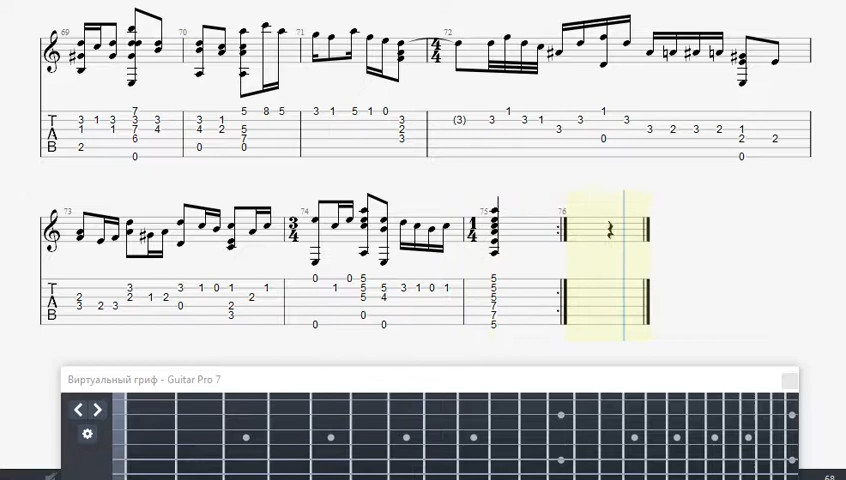 69 70 71 72
4
4
7 5 8 5 3 1 5 1 0 1 1
3 1 3 3 3 3 1 3 (3) 3 1 3 3
1 1 7 4 4 2 5 2 3 3 2 3 2 1
6 7 3 0 2 2
2 0 0
0 0
73 74 75 76
3
4
1
4
0 0 5 5
3 3 1 0 1 1 5 5 3 1 0 1 5
2 2 1 2 2 5 4 5
3 2 3 0 2 7
3 0 7
0 0 5
Виртуальный гриф - Guitar Pro 7
68